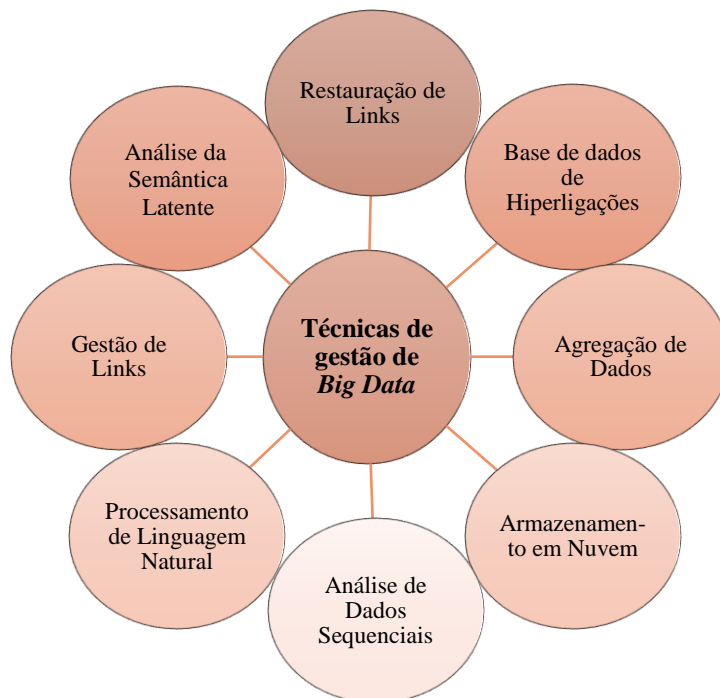 Restauração de
Links
Base de dados
de
Hiperligações
Agregação de
Dados
Armazenamen-
to em Nuvem
Análise de
Dados
Sequenciais
Processamento
de Linguagem
Natural
Gestão de
Links
Análise da
Semântica
Latente
Técnicas de
gestão de
Big Data